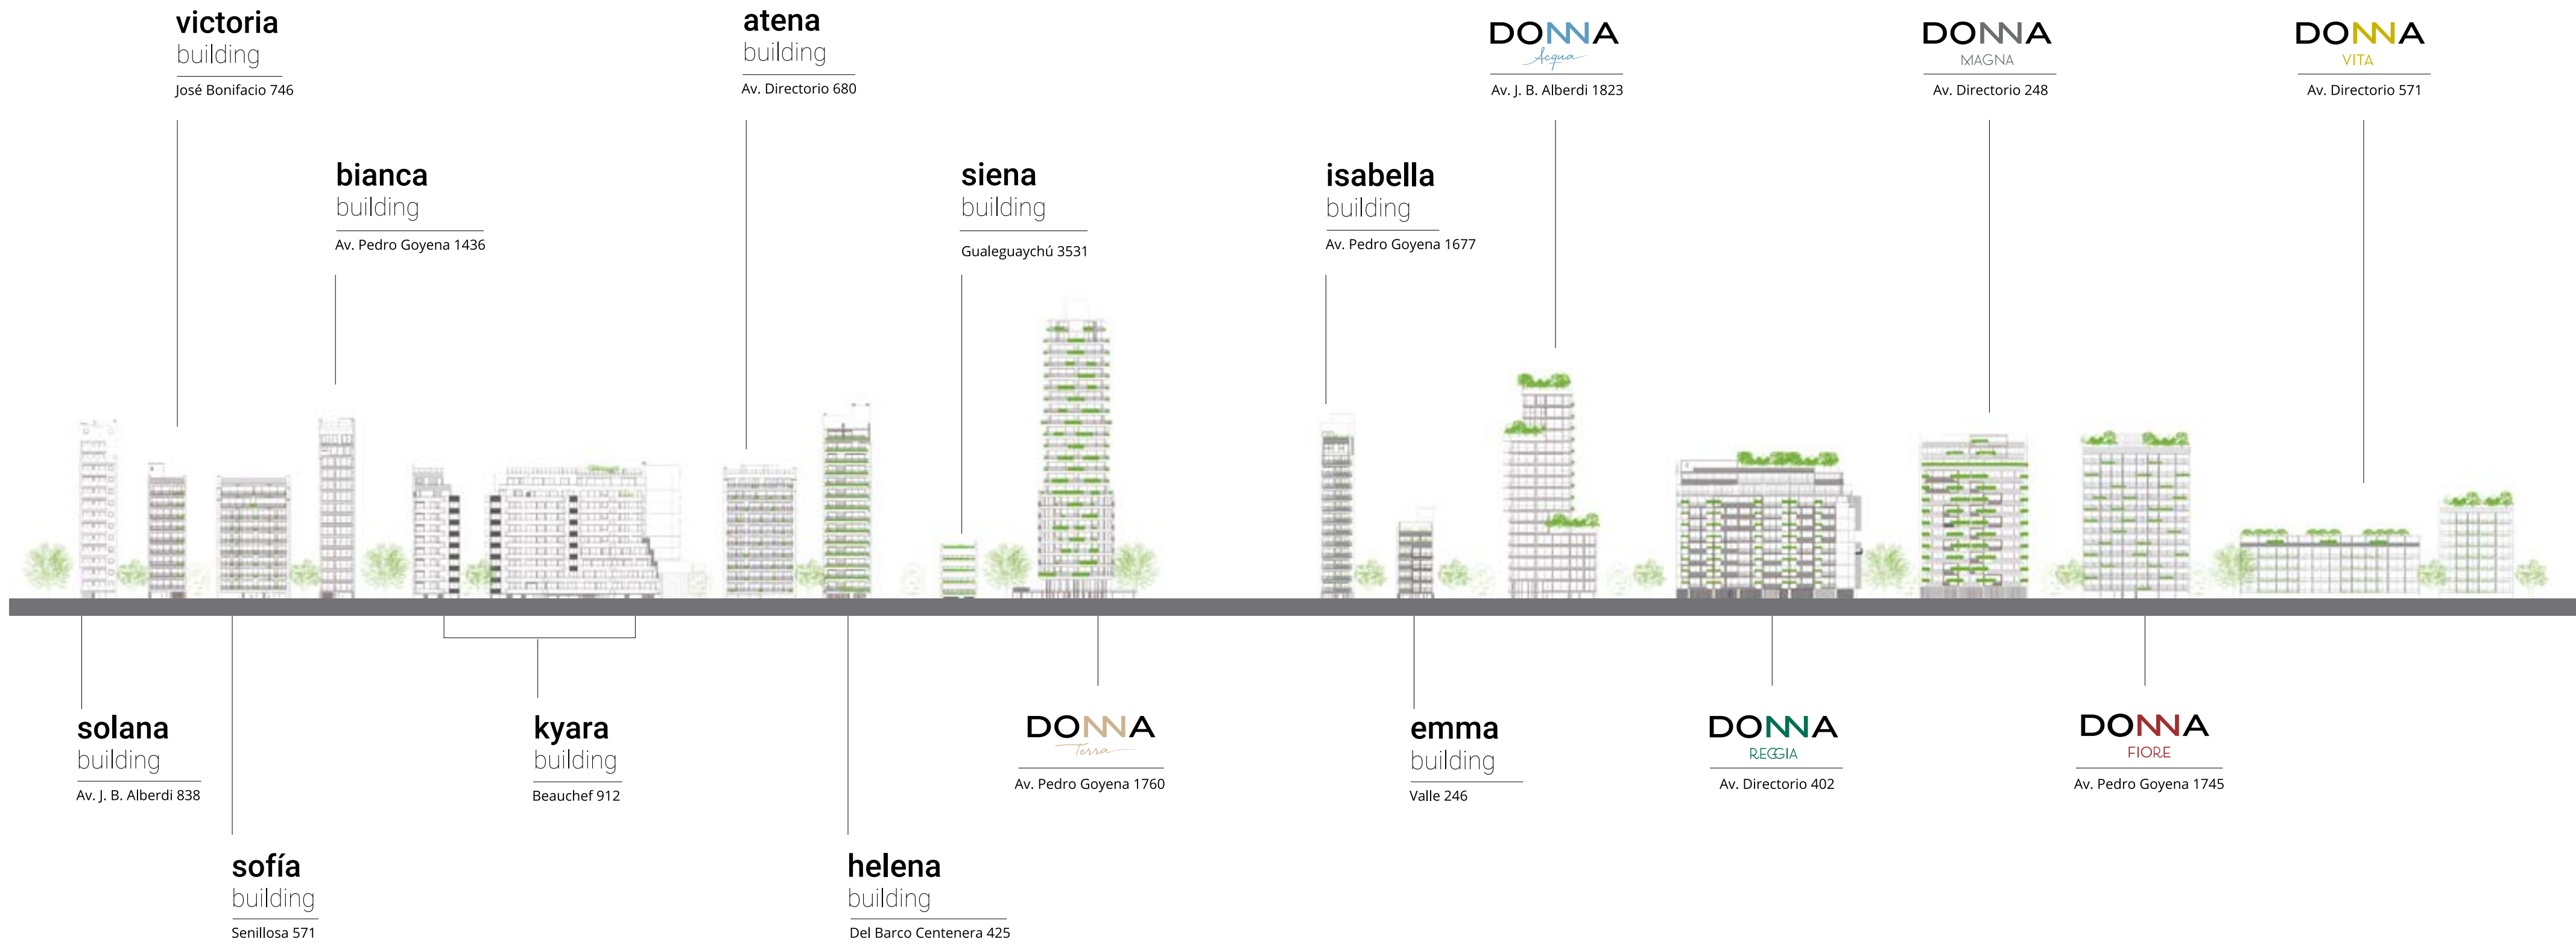 victoria
building
José Bonifacio 746
atena
building
Av. Directorio 680
DONNA
Acqua
Av. J. B. Alberdi 1823
DONNA
MAGNA
Av. Directorio 248
DONNA
VITA
Av. Directorio 571
bianca
building
Av. Pedro Goyena 1436
siena
building
Gualeguaychú 3531
isabella
building
Av. Pedro Goyena 1677
solana
building
Av. J. B. Alberdi 838
kyara
building
Beauchef 912
DONNA
Terra
Av. Pedro Goyena 1760
emma
building
Valle 246
DONNA
REGGIA
Av. Directorio 402
DONNA
FIORE
Av. Pedro Goyena 1745
sofía
building
Senillosa 571
helena
building
Del Barco Centenera 425